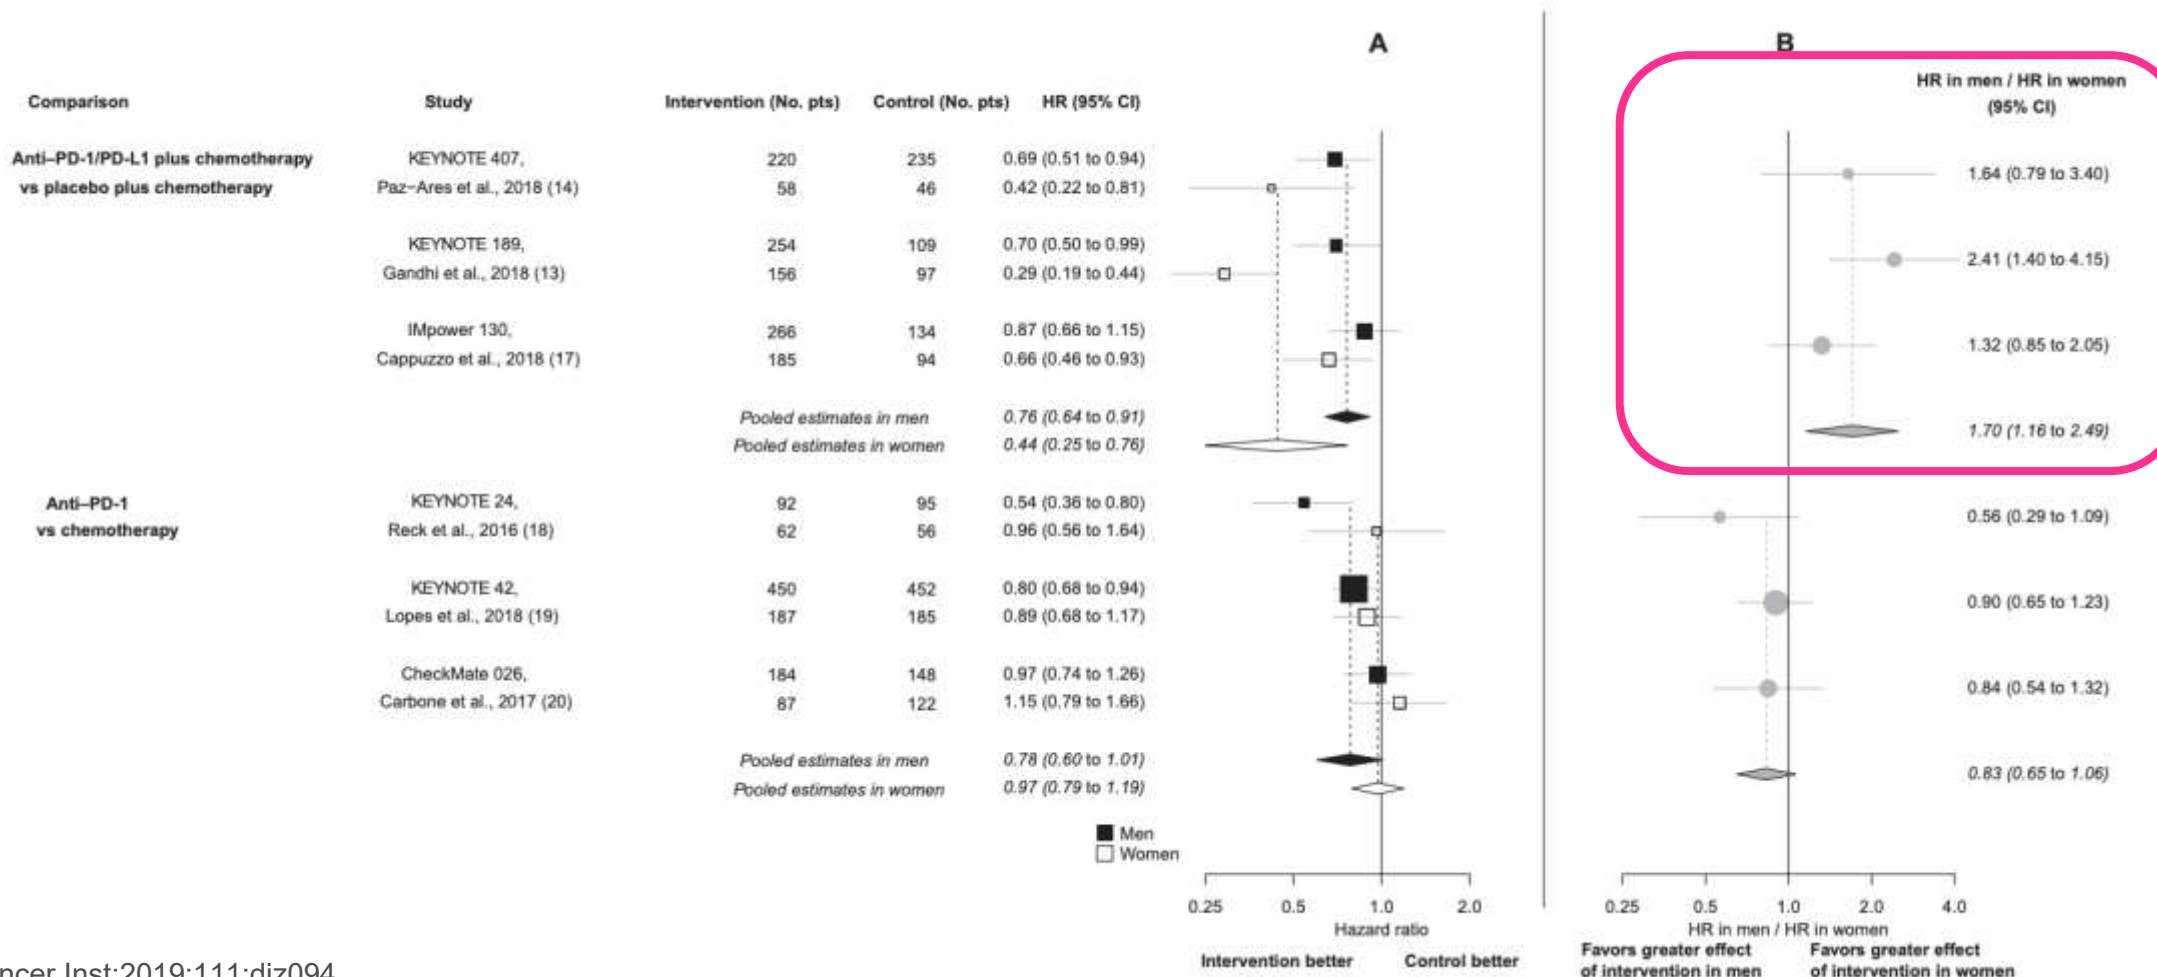 A
B
HR in men / HR in women
(95% CI)
Comparison Study Intervention (No. pts) Control (No. pts) HR (95% CI)
Anti–PD-1/PD-L1 plus chemotherapy KEYNOTE 407, 220 235 0.69 (0.51 to 0.94)
1.64 (0.79 to 3.40)
vs placebo plus chemotherapy Paz−Ares et al., 2018 (14) 58 46 0.42 (0.22 to 0.81)
KEYNOTE 189, 254 109 0.70 (0.50 to 0.99)
2.41 (1.40 to 4.15)
Gandhi et al., 2018 (13) 156 97 0.29 (0.19 to 0.44)
IMpower 130, 266 134 0.87 (0.66 to 1.15)
1.32 (0.85 to 2.05)
Cappuzzo et al., 2018 (17) 185 94 0.66 (0.46 to 0.93)
Pooled estimates in men 0.76 (0.64 to 0.91)
1.70 (1.16 to 2.49)
Pooled estimates in women 0.44 (0.25 to 0.76)
Anti–PD-1 KEYNOTE 24, 92 95 0.54 (0.36 to 0.80)
0.56 (0.29 to 1.09)
vs chemotherapy Reck et al., 2016 (18) 62 56 0.96 (0.56 to 1.64)
KEYNOTE 42, 450 452 0.80 (0.68 to 0.94)
0.90 (0.65 to 1.23)
Lopes et al., 2018 (19) 187 185 0.89 (0.68 to 1.17)
CheckMate 026, 184 148 0.97 (0.74 to 1.26)
0.84 (0.54 to 1.32)
Carbone et al., 2017 (20) 87 122 1.15 (0.79 to 1.66)
Pooled estimates in men 0.78 (0.60 to 1.01)
0.83 (0.65 to 1.06)
Pooled estimates in women 0.97 (0.79 to 1.19)
Men
Women
0.25 0.5 1.0 2.0
Hazard ratio
Intervention better Control better
0.25 0.5 1.0 2.0 4.0
HR in men / HR in women
Favors greater effect Favors greater effect
of intervention in men of intervention in women
ncer Inst;2019;111:djz094